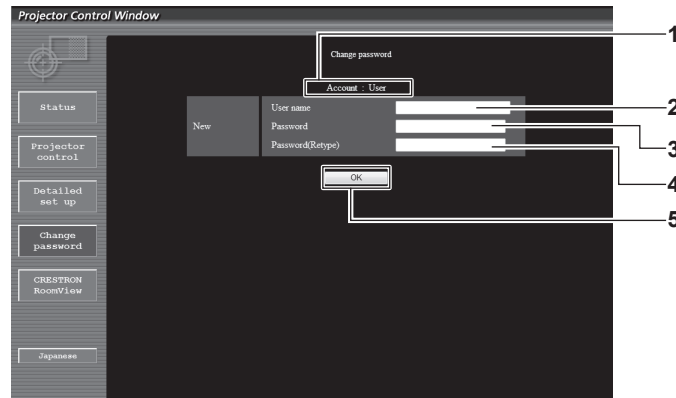 Projector Control Window
Status
Projector
control
Detailed
set up
Change
password
CRESTRON
RoomView
Japanese
Change password
Account : User
New
User name
Password
Password(Retype)
OK
1
2
3
4
5